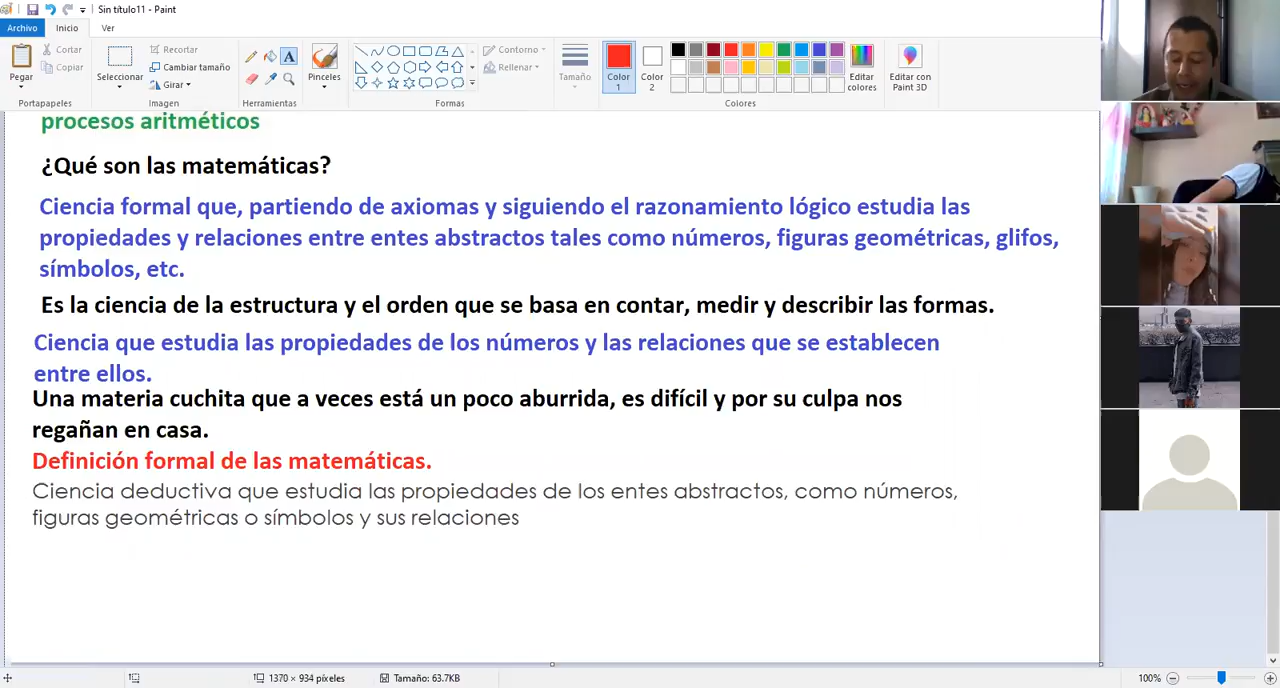 Sin título11 - Paint
Archivo Inicio Ver
Pegar
Cortar
Copiar
Portapapeles
Seleccionar
Recortar
Cambiar tamaño
Girar
Imagen
Pinceles
Herramientas
Contorno
Rellenar
Formas
Tamaño
Color 1
Color 2
Editar colores
Editar con Paint 3D
Colores
procesos aritméticos
¿Qué son las matemáticas?
Ciencia formal que, partiendo de axiomas y siguiendo el razonamiento lógico estudia las
propiedades y relaciones entre entes abstractos tales como números, figuras geométricas, glifos,
símbolos, etc.
Es la ciencia de la estructura y el orden que se basa en contar, medir y describir las formas.
Ciencia que estudia las propiedades de los números y las relaciones que se establecen
entre ellos.
Una materia cuchita que a veces está un poco aburrida, es difícil y por su culpa nos
regañan en casa.
Definición formal de las matemáticas.
Ciencia deductiva que estudia las propiedades de los entes abstractos, como números,
figuras geométricas o símbolos y sus relaciones
1370 × 934 píxeles
Tamaño: 63.7KB
100%